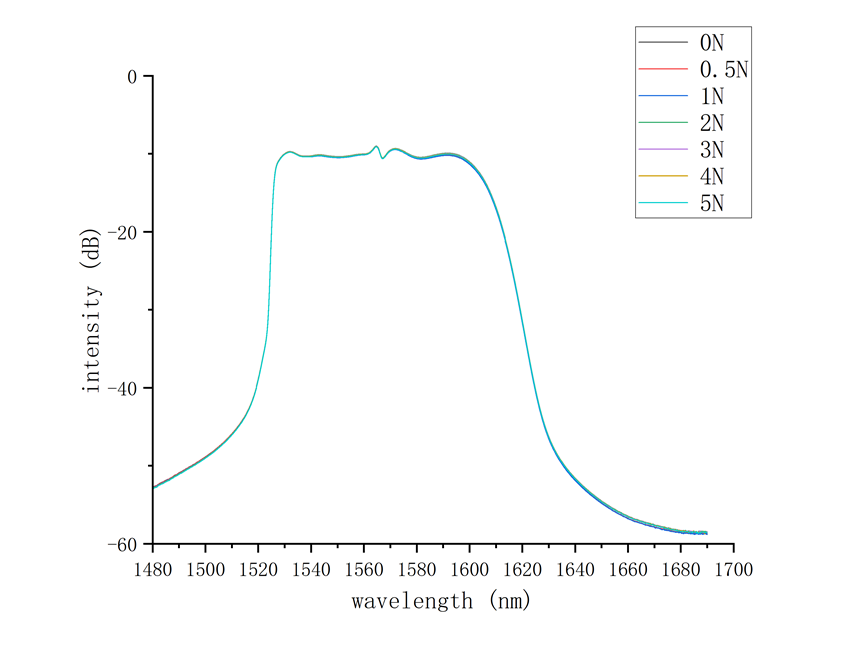 0N
0.5N
1N
2N
3N
4N
5N
0
-20
-40
-60
intensity (dB)
1480 1500 1520 1540 1560 1580 1600 1620 1640 1660 1680 1700
wavelength (nm)